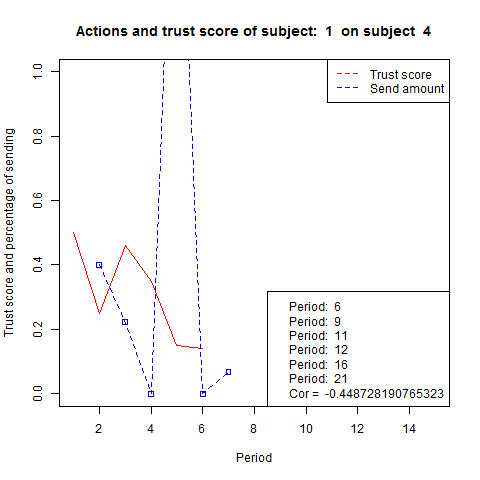 Actions and trust score of subject:  1  on subject  4
Trust score and percentage of sending
1.0
0.8
0.6
0.4
0.2
0.0
Trust score
Send amount
Period:  6
Period:  9
Period:  11
Period:  12
Period:  16
Period:  21
Cor =  -0.448728190765323
2 4 6 8 10 12 14
Period